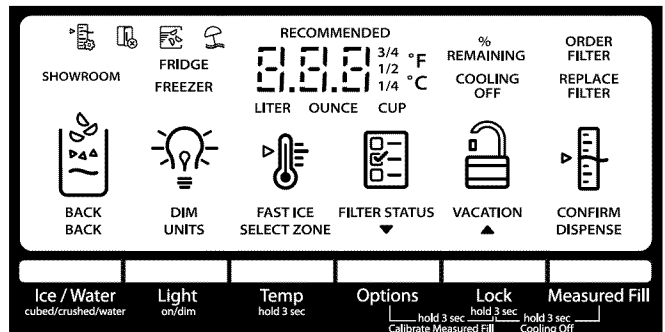 RECOMMENDED
SHOWROOM
FRIDGE
FREEZER
8.8.8
3/4
1/2
1/4
°F
°C
LITER OUNCE CUP
%
REMAINING
COOLING
OFF
ORDER
FILTER
REPLACE
FILTER
BACK
BACK
DIM
UNITS
FAST ICE
SELECT ZONE
FILTER STATUS
VACATION
CONFIRM
DISPENSE
Ice / Water
cubed/crushed/water
Light
on/dim
Temp
hold 3 sec
Options
Lock
hold 3 sec
Measured Fill
hold 3 sec
Calibrate Measured Fill
hold 3 sec
Cooling Off